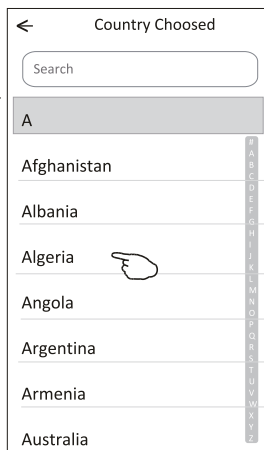 Country Choosed
Search
A
Afghanistan
Albania
Algeria
Angola
Argentina
Armenia
Australia
#
A
B
C
D
E
F
G
H
I
J
K
L
M
N
O
P
Q
R
S
T
U
V
W
X
Y
Z